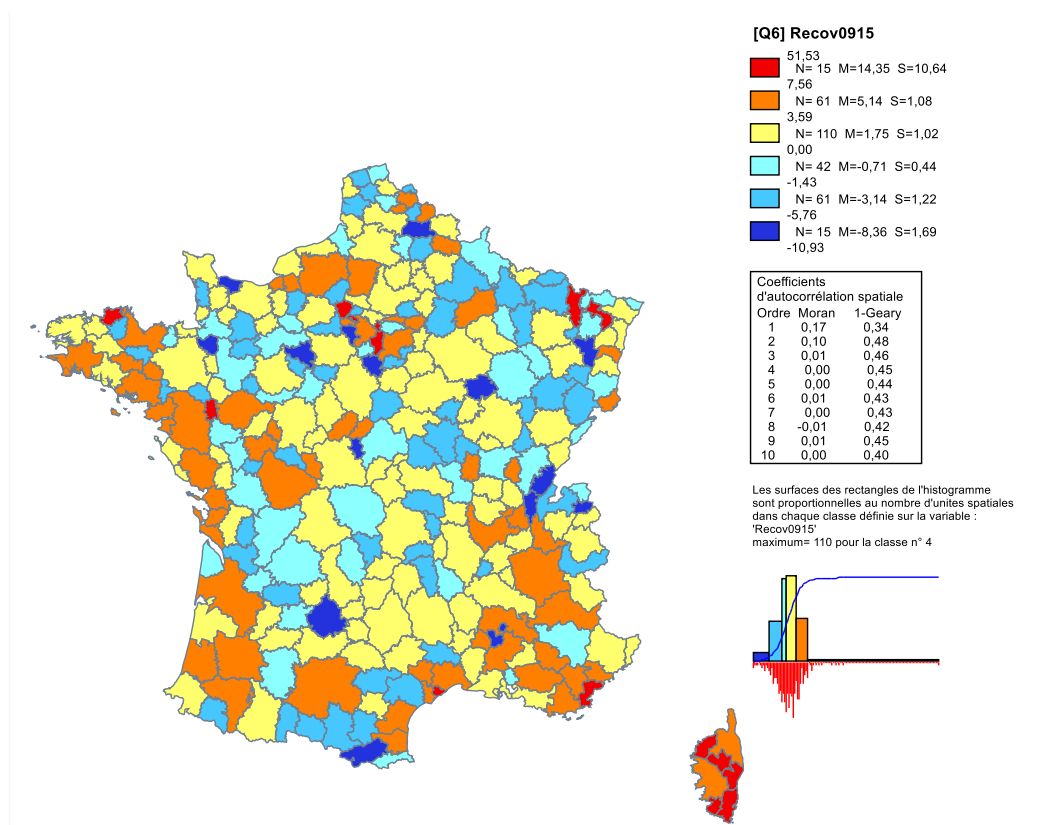 [Q6] Recov0915
51,53
N= 15 M=14,35 S=10,64
7,56
N= 61 M=5,14 S=1,08
3,59
N= 110 M=1,75 S=1,02
0,00
N= 42 M=-0,71 S=0,44
-1,43
N= 61 M=-3,14 S=1,22
-5,76
N= 15 M=-8,36 S=1,69
-10,93
Coefficients
d'autocorrélation spatiale
Ordre Moran 1-Geary
1 0,17 0,34
2 0,10 0,48
3 0,01 0,46
4 0,00 0,45
5 0,00 0,44
6 0,01 0,43
7 0,00 0,43
8 -0,01 0,42
9 0,01 0,45
10 0,00 0,40
Les surfaces des rectangles de l'histogramme
sont proportionnelles au nombre d'unites spatiales
dans chaque classe définie sur la variable :
'Recov0915'
maximum= 110 pour la classe n° 4